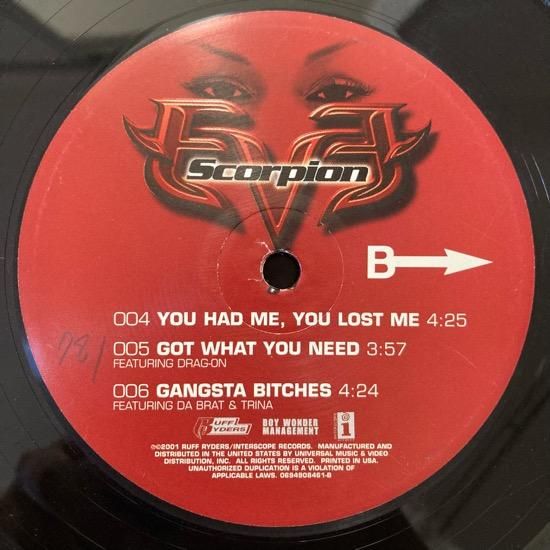 EVE
Scorpion
B
004 YOU HAD ME, YOU LOST ME 4:25
781
005 GOT WHAT YOU NEED 3:57
FEATURING DRAG-ON
006 GANGSTA BITCHES 4:24
FEATURING DA BRAT & TRINA
RUFF RYDERS BOY WONDER MANAGEMENT i
℗©2001 RUFF RYDERS/INTERSCOPE RECORDS. MANUFACTURED AND
DISTRIBUTED IN THE UNITED STATES BY UNIVERSAL MUSIC & VIDEO
DISTRIBUTION, INC. ALL RIGHTS RESERVED. PRINTED IN USA.
UNAUTHORIZED DUPLICATION IS A VIOLATION OF
APPLICABLE LAWS. 0694908461-B